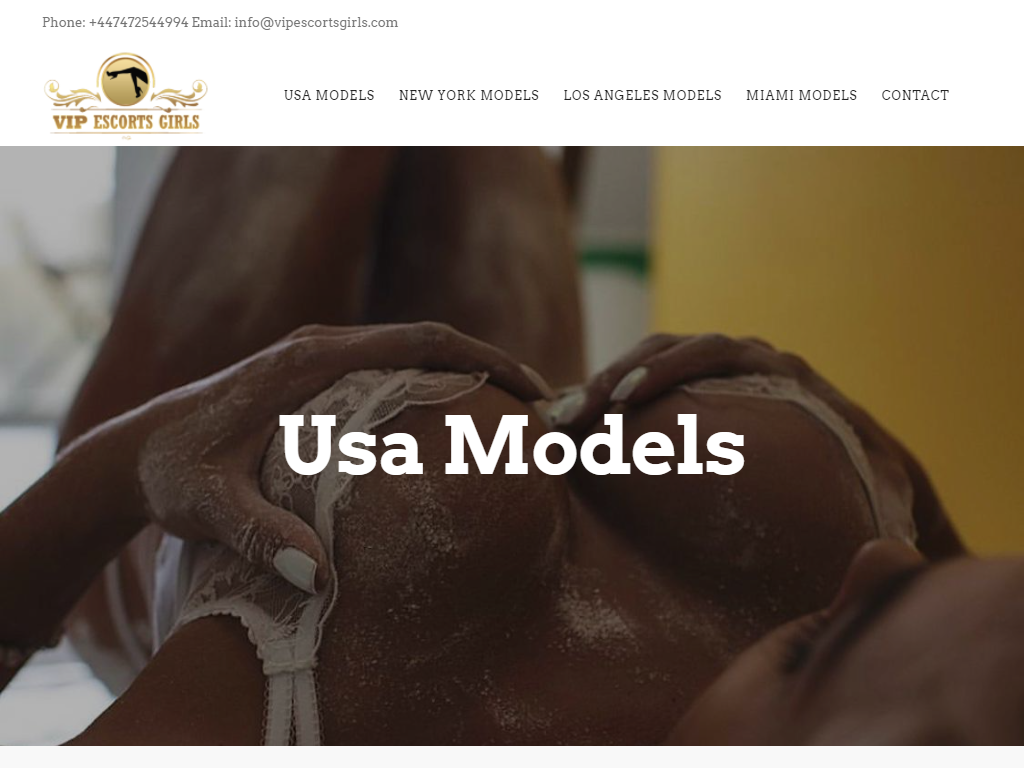 Phone: +447472544994 Email: info@vipescortsgirls.com
VIP ESCORTS GIRLS
USA MODELS NEW YORK MODELS LOS ANGELES MODELS MIAMI MODELS CONTACT
Usa Models